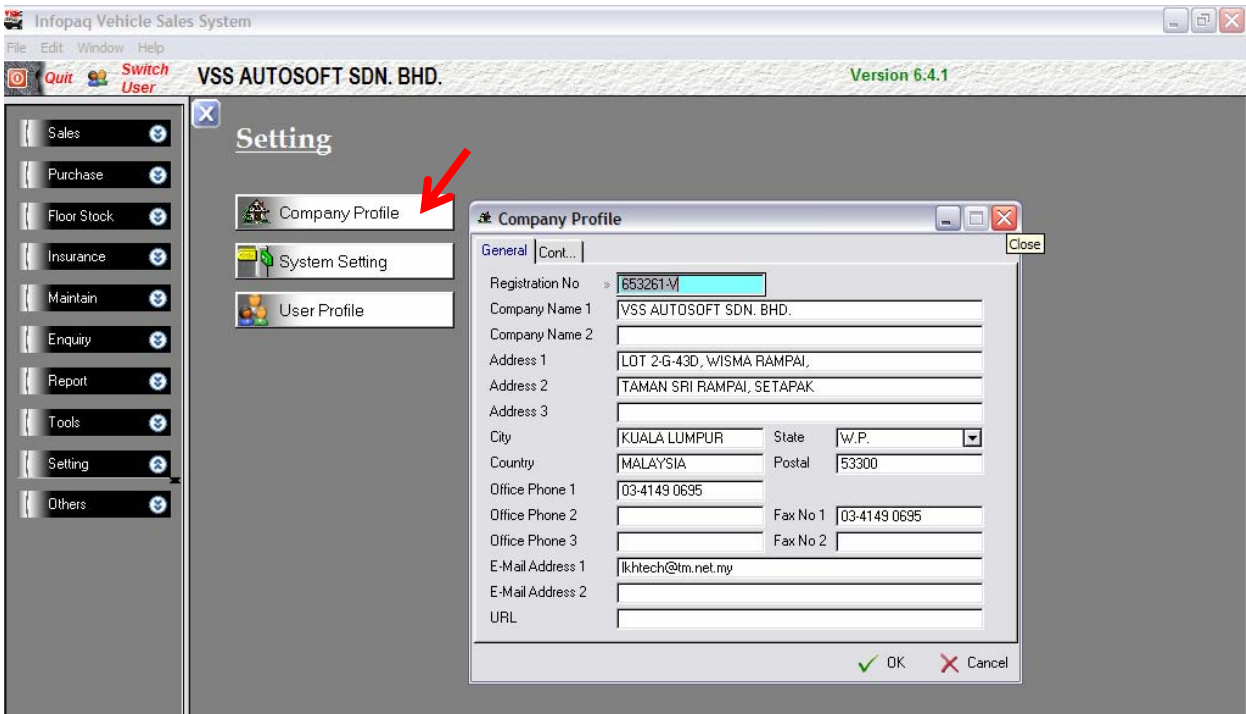 Infopaq Vehicle Sales System
File Edit Window Help
Quit Switch User VSS AUTOSOFT SDN. BHD. Version 6.4.1
Sales
Purchase
Floor Stock
Insurance
Maintain
Enquiry
Report
Tools
Setting
Others
Setting
Company Profile
System Setting
User Profile
Company Profile
Close
General Cont...
Registration No » 653261-V
Company Name 1 VSS AUTOSOFT SDN. BHD.
Company Name 2
Address 1 LOT 2-G-43D, WISMA RAMPAI,
Address 2 TAMAN SRI RAMPAI, SETAPAK
Address 3
City KUALA LUMPUR State W.P.
Country MALAYSIA Postal 53300
Office Phone 1 03-4149 0695
Office Phone 2 Fax No 1 03-4149 0695
Office Phone 3 Fax No 2
E-Mail Address 1 lkhtech@tm.net.my
E-Mail Address 2
URL
OK Cancel